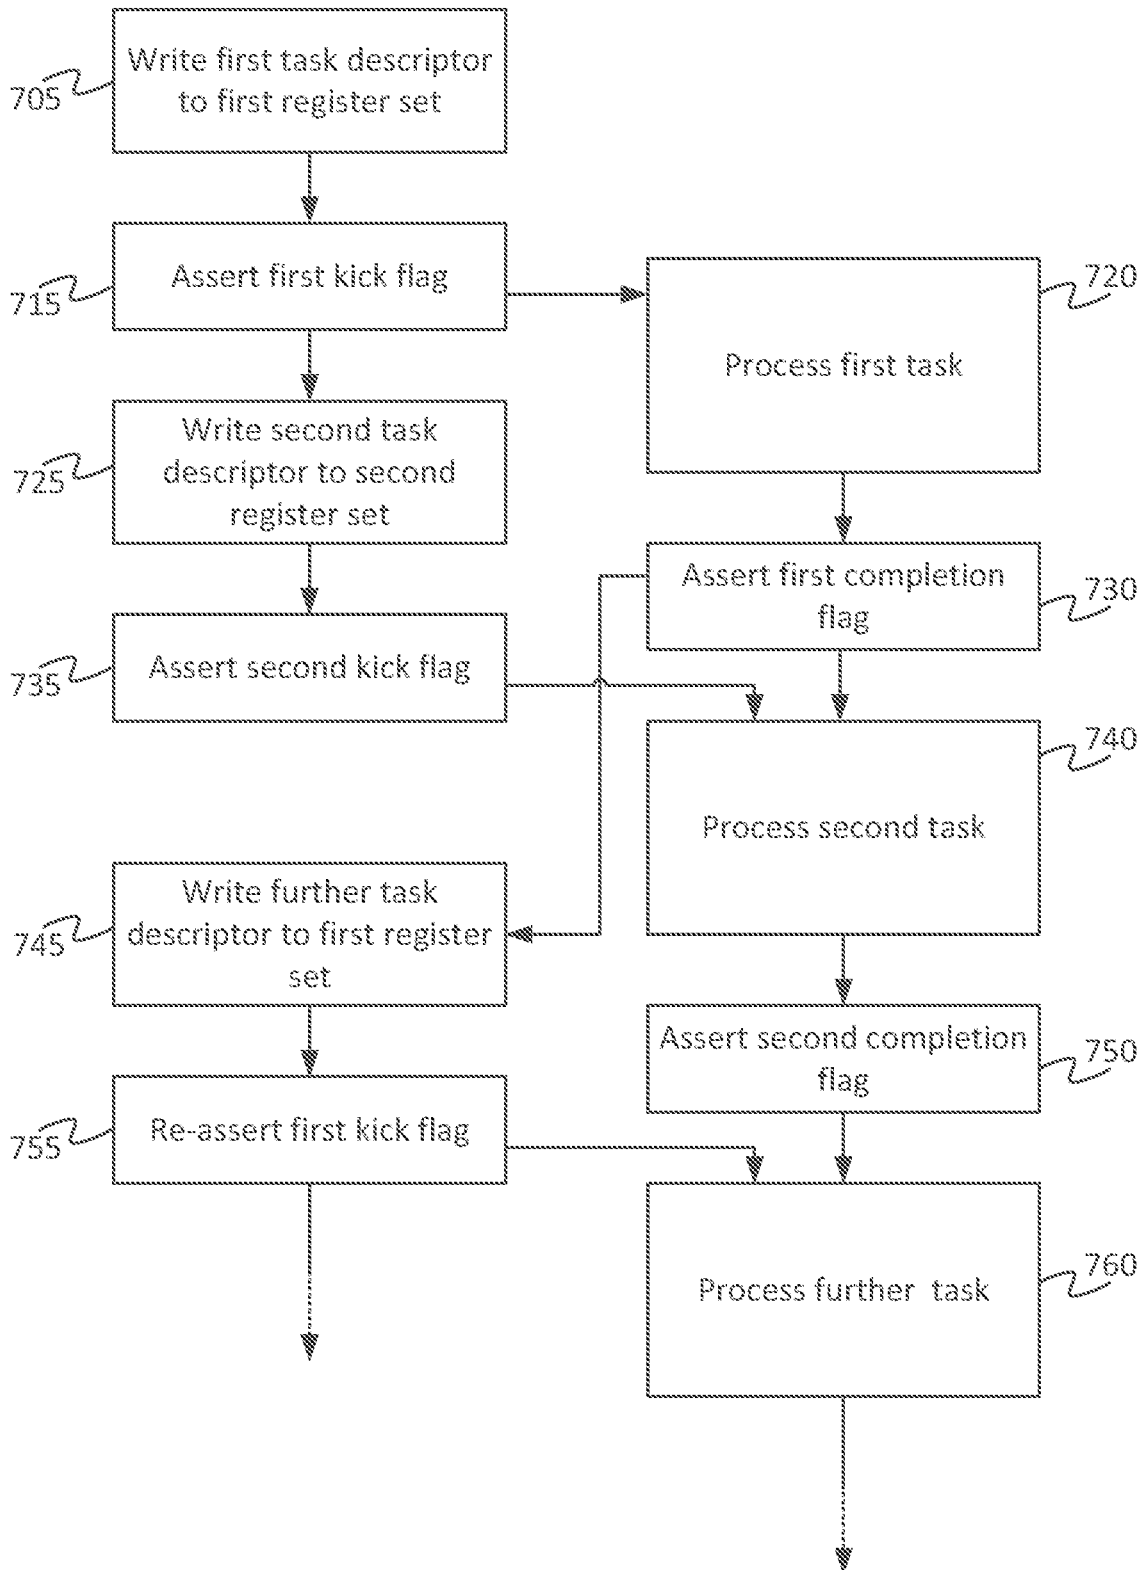 Write first task descriptor
to first register set
705
Assert first kick flag
715
720
Process first task
Write second task
descriptor to second
register set
725
Assert first completion
flag
730
Assert second kick flag
735
740
Process second task
Write further task
descriptor to first register
set
745
Assert second completion
flag
750
Re-assert first kick flag
755
Process further task
760